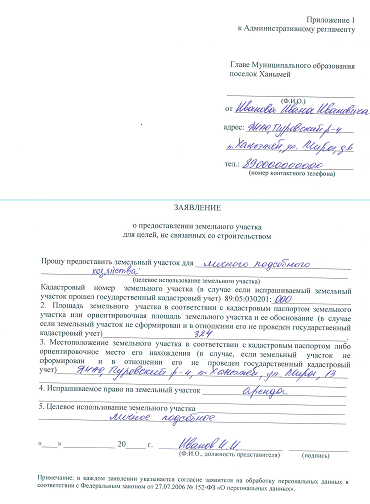 Приложение 1
к Административному регламенту
Главе Муниципального образования
поселок Ханымей
(Ф.И.О.)
от Иванова Ивана Ивановича
адрес: ЯНАО, Пуровский р-н
п. Ханымей, ул. Мира, д.6
тел.: 89000000000
(номер контактного телефона)
ЗАЯВЛЕНИЕ
о предоставлении земельного участка
для целей, не связанных со строительством
Прошу предоставить земельный участок для личного подсобного
хозяйства
(целевое использование земельного участка)
Кадастровый номер земельного участка (в случае если испрашиваемый земельный
участок прошел государственный кадастровый учет) 89:05:030201: 000
2. Площадь земельного участка в соответствии с кадастровым паспортом земельного
участка или ориентировочная площадь земельного участка и ее обоснование (в случае
если земельный участок не сформирован и в отношении его не проведен государственный
кадастровый учет) 324
3. Местоположение земельного участка в соответствии с кадастровым паспортом либо
ориентировочное место его нахождения (в случае, если земельный участок не
сформирован и в отношении его не проведен государственный кадастровый
учет) ЯНАО Пуровский р-н, п. Ханымей, ул. Мира, 13
4. Испрашиваемое право на земельный участок аренда
5. Целевое использование земельного участка
личное подсобное
«____» ________ 20____ г. Иванов И.И.
(Ф.И.О., должность представителя) (подпись)
Примечание: в каждом заявлении указывается согласие заявителя на обработку персональных данных в
соответствии с Федеральным законом от 27.07.2006 № 152-ФЗ «О персональных данных».